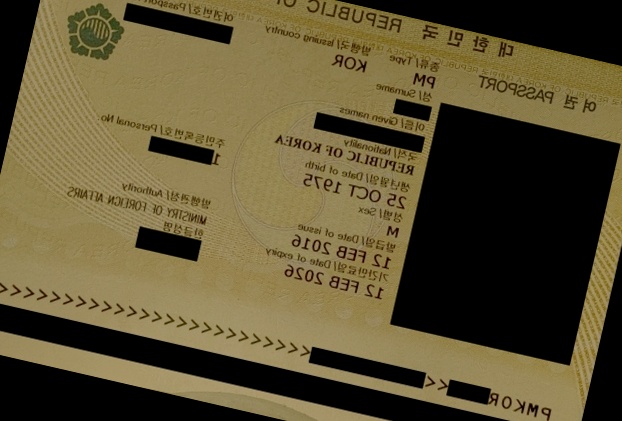 대한민국 REPUBLIC OF
여권 PASSPORT
종류/ Type
발행국/ Issuing country
여권번호/ Passport
PM
KOR
성/ Surname
이름/ Given names
국적/ Nationality
REPUBLIC OF KOREA
생년월일/ Date of birth
주민등록번호/ Personal No
25 OCT 1975
1
성별/ Sex
M
발행관청/ Authority
발급일/ Date of issue
MINISTRY OF FOREIGN AFFAIRS
12 FEB 2016
한글성명
기간만료일/ Date of expiry
12 FEB 2026
PMKOR